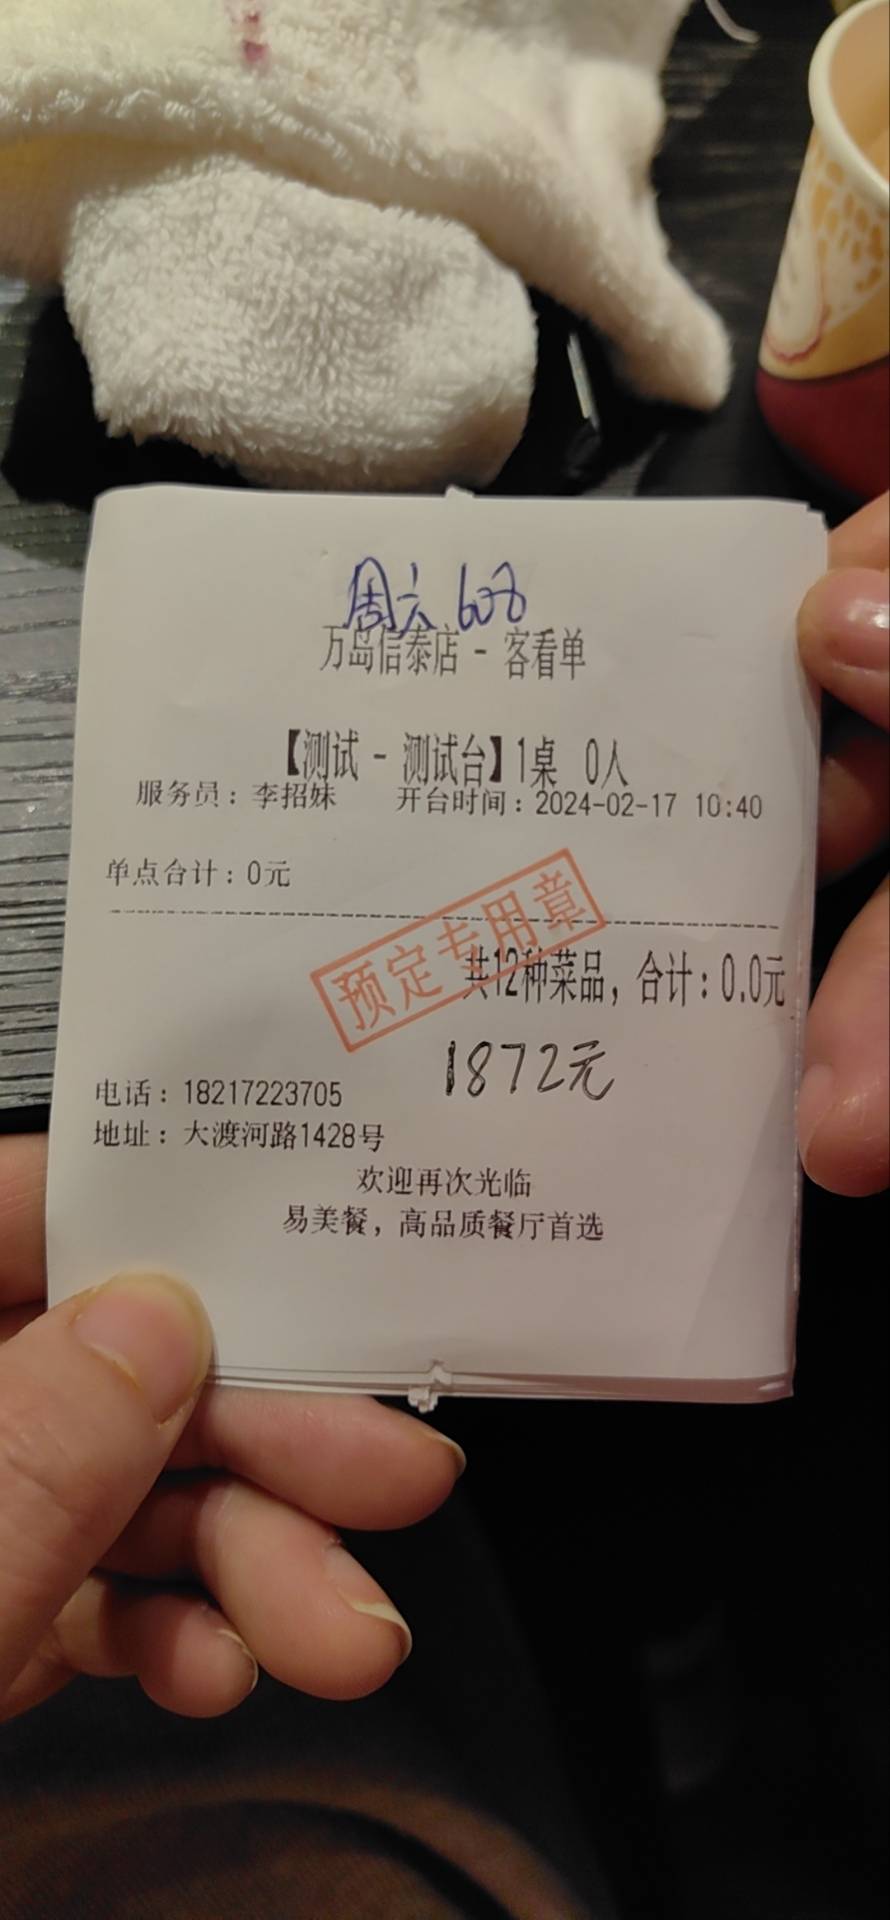 周六 608
万岛信泰店 - 客看单
【测试 - 测试台】1桌 0人
服务员：李招妹 开台时间：2024-02-17 10:40
单点合计：0元
预定专用章
共12种菜品，合计：0.0元
1872元
电话：18217223705
地址：大渡河路1428号
欢迎再次光临
易美餐，高品质餐厅首选